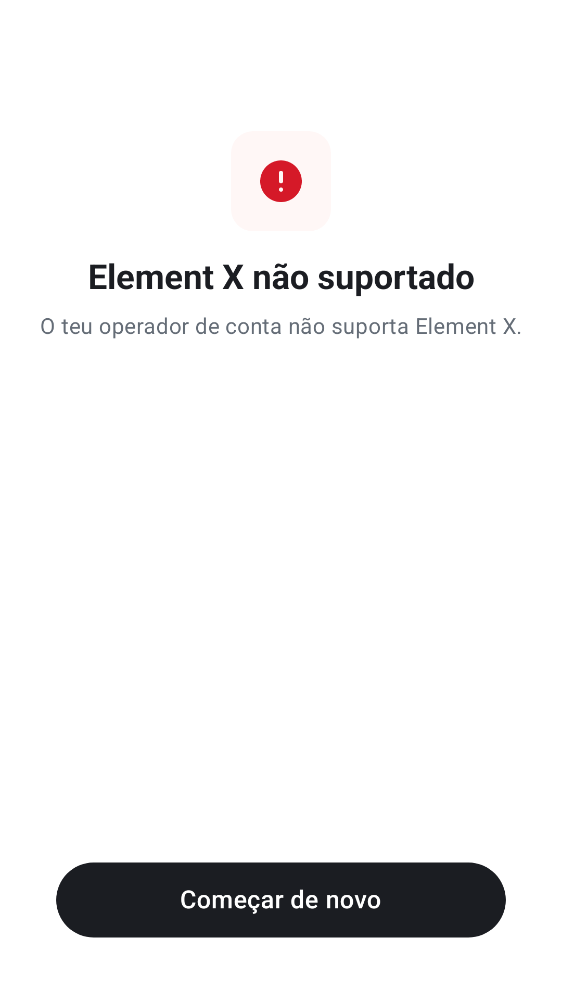 Element X não suportado
O teu operador de conta não suporta Element X.
Começar de novo